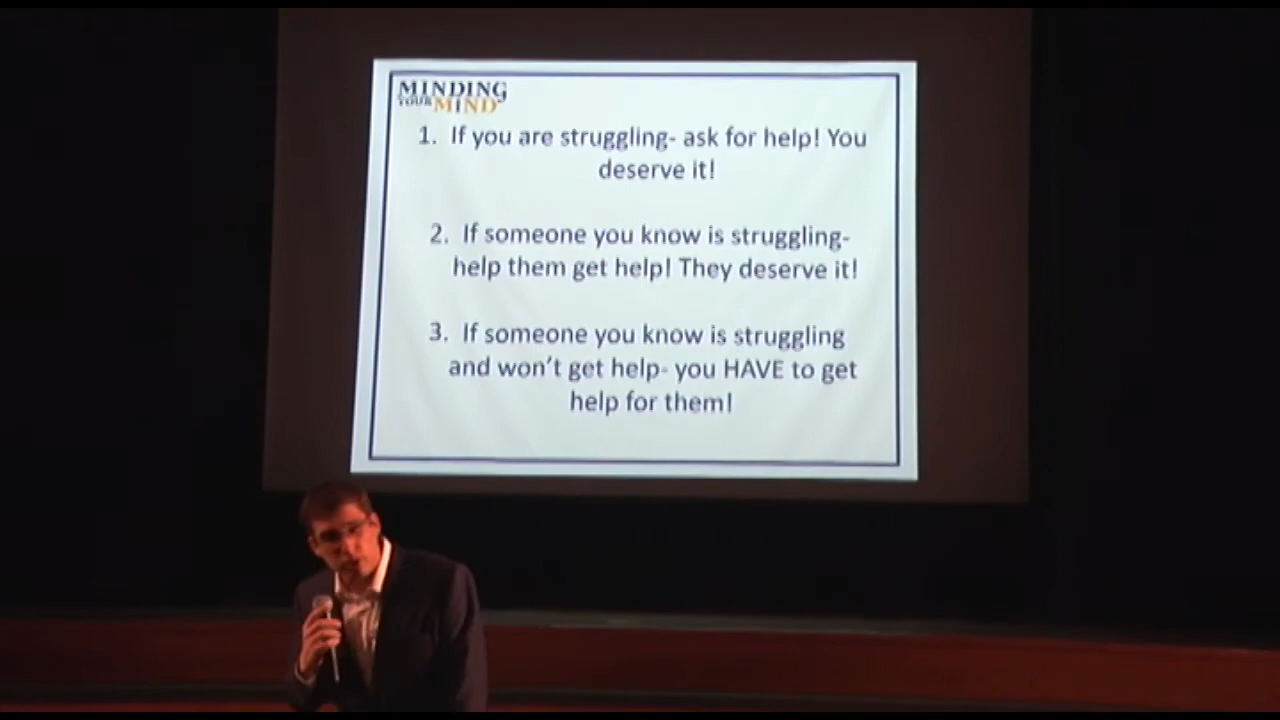 MINDING
YOUR MIND
1. If you are struggling- ask for help! You
deserve it!
2. If someone you know is struggling-
help them get help! They deserve it!
3. If someone you know is struggling
and won't get help- you HAVE to get
help for them!